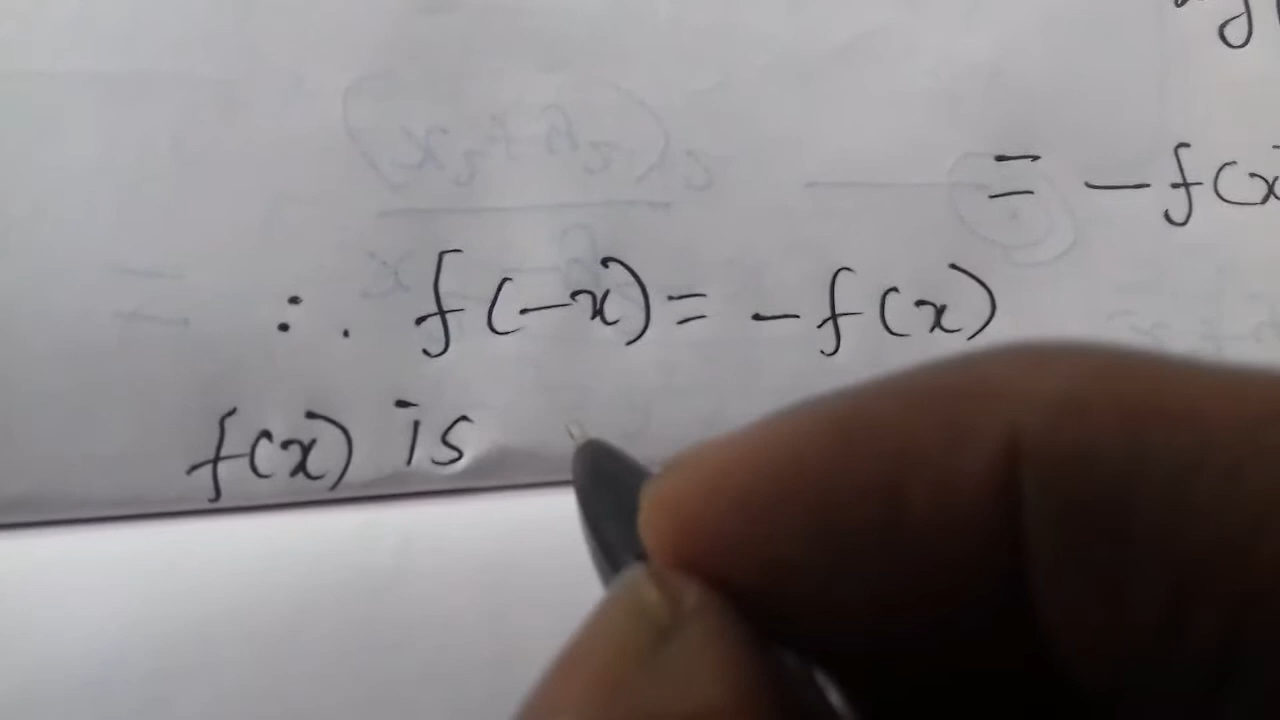 = -f(x)
∴ f(-x) = -f(x)
f(x) is